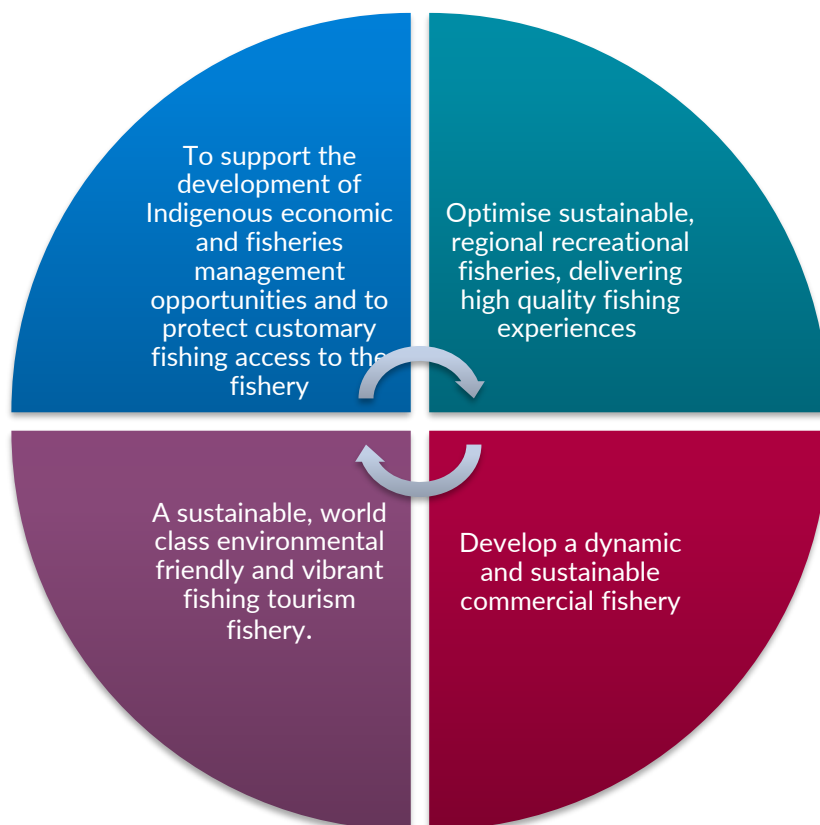 To support the
development of
Indigenous economic
and fisheries
management
opportunities and to
protect customary
fishing access to the
fishery
Optimise sustainable,
regional recreational
fisheries, delivering
high quality fishing
experiences
A sustainable, world
class environmental
friendly and vibrant
fishing tourism
fishery.
Develop a dynamic
and sustainable
commercial fishery